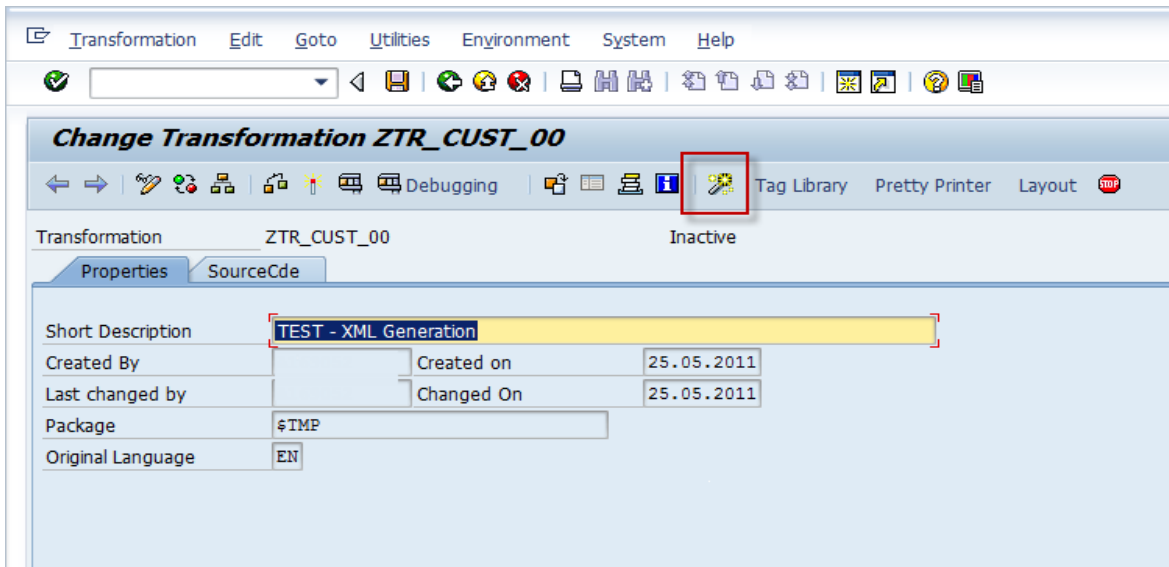 Transformation Edit Goto Utilities Environment System Help
Change Transformation ZTR_CUST_00
Debugging Tag Library Pretty Printer Layout STOP
Transformation ZTR_CUST_00 Inactive
Properties SourceCde
Short Description TEST - XML Generation
Created By Created on 25.05.2011
Last changed by Changed On 25.05.2011
Package $TMP
Original Language EN